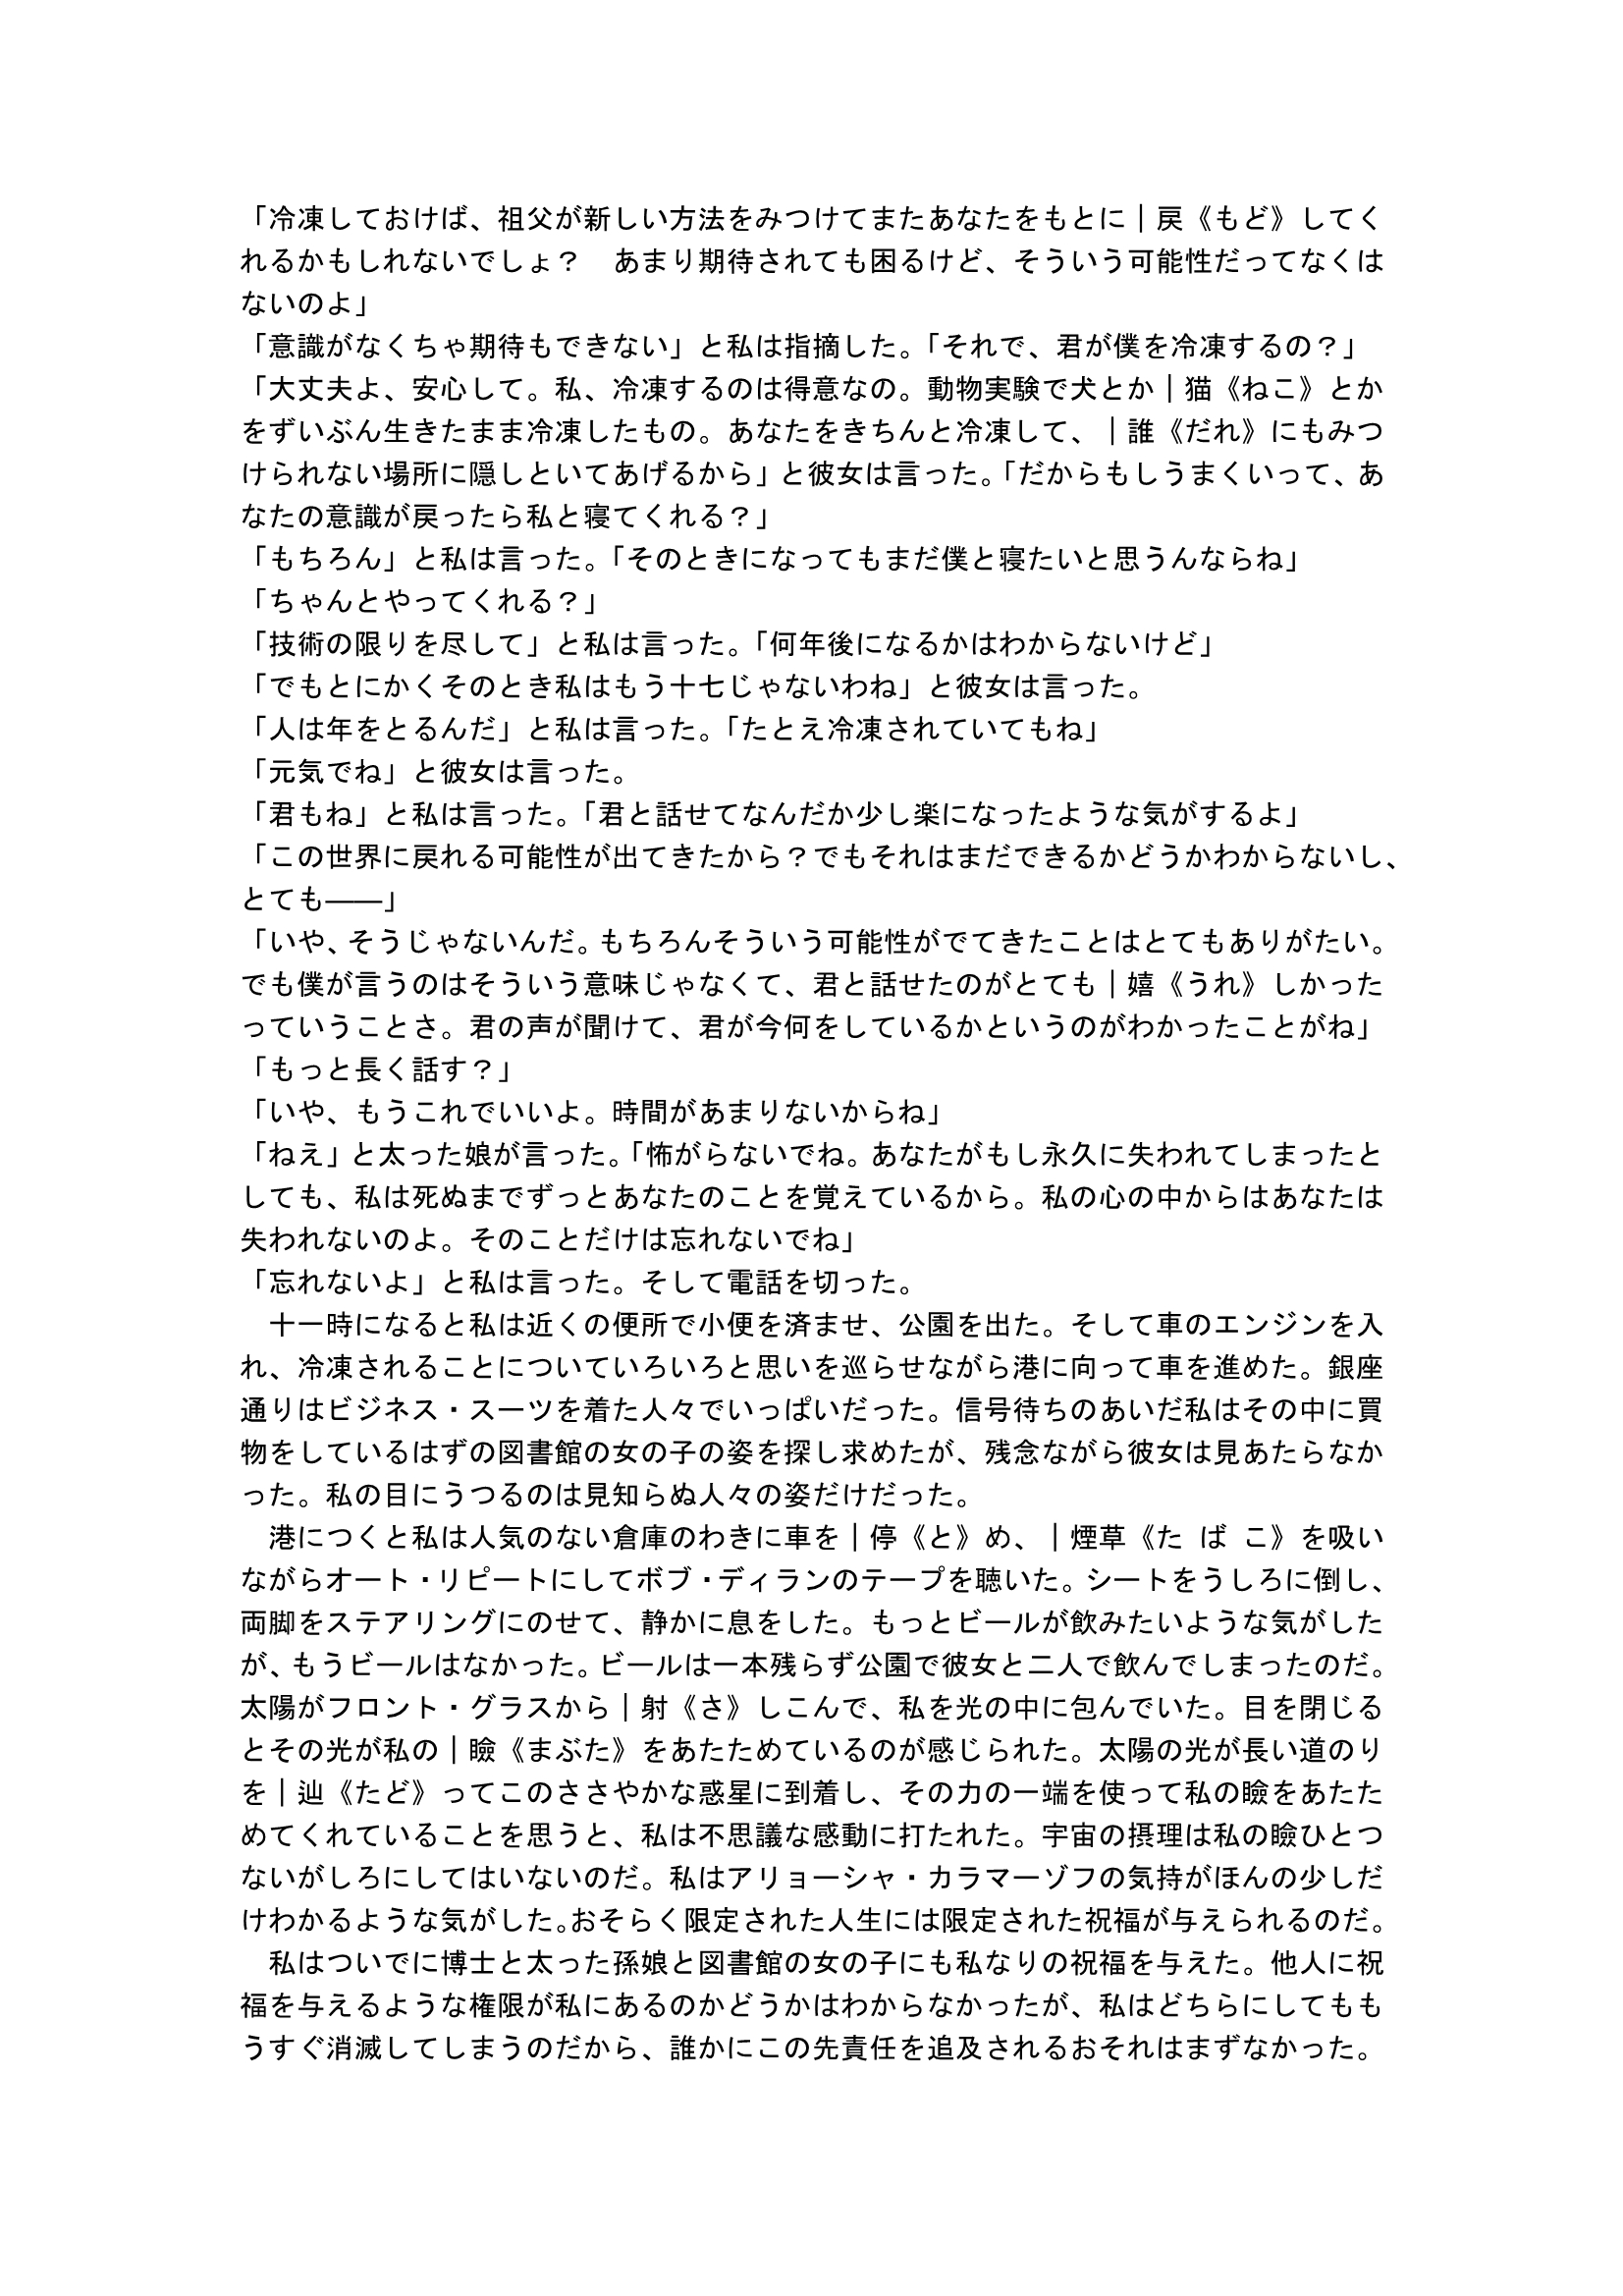 「冷凍しておけば、祖父が新しい方法をみつけてまたあなたをもとに｜戻《もど》してく
れるかもしれないでしょ？　あまり期待されても困るけど、そういう可能性だってなくは
ないのよ」
「意識がなくちゃ期待もできない」と私は指摘した。「それで、君が僕を冷凍するの？」
「大丈夫よ、安心して。私、冷凍するのは得意なの。動物実験で犬とか｜猫《ねこ》とか
をずいぶん生きたまま冷凍したもの。あなたをきちんと冷凍して、｜誰《だれ》にもみつ
けられない場所に隠しといてあげるから」と彼女は言った。「だからもしうまくいって、あ
なたの意識が戻ったら私と寝てくれる？」
「もちろん」と私は言った。「そのときになってもまだ僕と寝たいと思うんならね」
「ちゃんとやってくれる？」
「技術の限りを尽して」と私は言った。「何年後になるかはわからないけど」
「でもとにかくそのとき私はもう十七じゃないわね」と彼女は言った。
「人は年をとるんだ」と私は言った。「たとえ冷凍されていてもね」
「元気でね」と彼女は言った。
「君もね」と私は言った。「君と話せてなんだか少し楽になったような気がするよ」
「この世界に戻れる可能性が出てきたから？でもそれはまだできるかどうかわからないし、
とても――」
「いや、そうじゃないんだ。もちろんそういう可能性がでてきたことはとてもありがたい。
でも僕が言うのはそういう意味じゃなくて、君と話せたのがとても｜嬉《うれ》しかった
っていうことさ。君の声が聞けて、君が今何をしているかというのがわかったことがね」
「もっと長く話す？」
「いや、もうこれでいいよ。時間があまりないからね」
「ねえ」と太った娘が言った。「怖がらないでね。あなたがもし永久に失われてしまったと
しても、私は死ぬまでずっとあなたのことを覚えているから。私の心の中からはあなたは
失われないのよ。そのことだけは忘れないでね」
「忘れないよ」と私は言った。そして電話を切った。
　十一時になると私は近くの便所で小便を済ませ、公園を出た。そして車のエンジンを入
れ、冷凍されることについていろいろと思いを巡らせながら港に向って車を進めた。銀座
通りはビジネス・スーツを着た人々でいっぱいだった。信号待ちのあいだ私はその中に買
物をしているはずの図書館の女の子の姿を探し求めたが、残念ながら彼女は見あたらなか
った。私の目にうつるのは見知らぬ人々の姿だけだった。
　港につくと私は人気のない倉庫のわきに車を｜停《と》め、｜煙草《た ば こ》を吸い
ながらオート・リピートにしてボブ・ディランのテープを聴いた。シートをうしろに倒し、
両脚をステアリングにのせて、静かに息をした。もっとビールが飲みたいような気がした
が、もうビールはなかった。ビールは一本残らず公園で彼女と二人で飲んでしまったのだ。
太陽がフロント・グラスから｜射《さ》しこんで、私を光の中に包んでいた。目を閉じる
とその光が私の｜瞼《まぶた》をあたためているのが感じられた。太陽の光が長い道のり
を｜辿《たど》ってこのささやかな惑星に到着し、その力の一端を使って私の瞼をあたた
めてくれていることを思うと、私は不思議な感動に打たれた。宇宙の摂理は私の瞼ひとつ
ないがしろにしてはいないのだ。私はアリョーシャ・カラマーゾフの気持がほんの少しだ
けわかるような気がした。おそらく限定された人生には限定された祝福が与えられるのだ。
　私はついでに博士と太った孫娘と図書館の女の子にも私なりの祝福を与えた。他人に祝
福を与えるような権限が私にあるのかどうかはわからなかったが、私はどちらにしてもも
うすぐ消滅してしまうのだから、誰かにこの先責任を追及されるおそれはまずなかった。